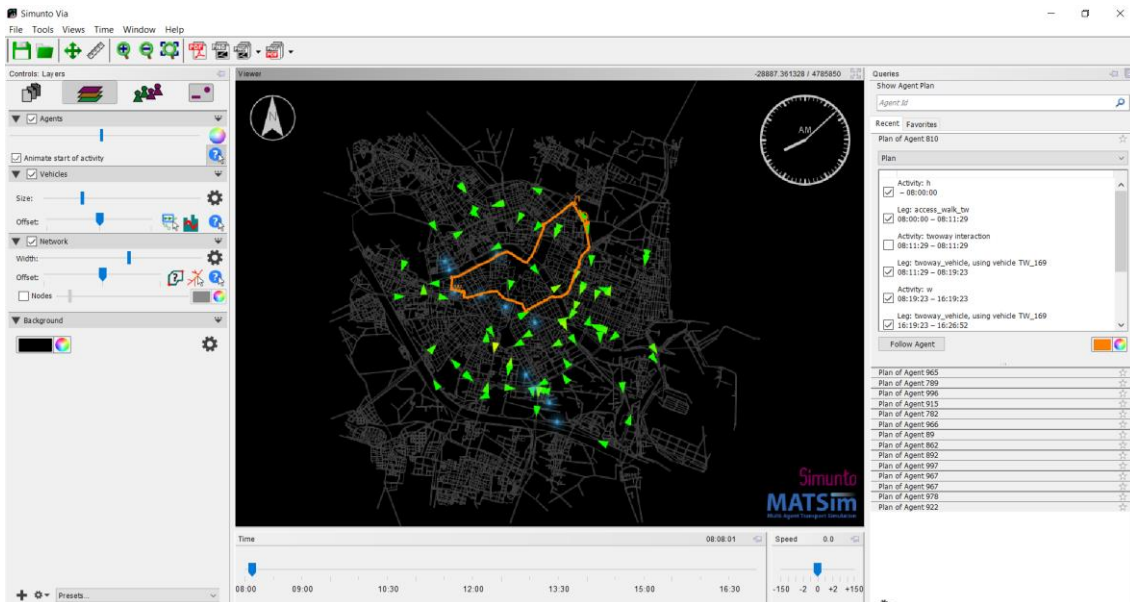 Simunto Via
File Tools Views Time Window Help
Controls: Layers
Agents
Animate start of activity
Vehicles
Size:
Offset:
Network
Width:
Offset:
Nodes
Background
Presets...
Viewer
-28887.361328 / 4785850
N
AM
h
w
Simunto
MATSim
Multi-Agent Transport Simulation
Time
08:08:01
08:00 09:00 10:30 12:00 13:30 15:00 16:30
Speed 0.0
-150 -2 0 +2 +150
Queries
Show Agent Plan
Agent Id
Recent Favorites
Plan of Agent 810
Plan
Activity: h
– 08:00:00
Leg: access_walk_tw
08:00:00 – 08:11:29
Activity: twoway interaction
08:11:29 – 08:11:29
Leg: twoway_vehicle, using vehicle TW_169
08:11:29 – 08:19:23
Activity: w
08:19:23 – 16:19:23
Leg: twoway_vehicle, using vehicle TW_169
16:19:23 – 16:26:52
Follow Agent
Plan of Agent 965
Plan of Agent 789
Plan of Agent 996
Plan of Agent 915
Plan of Agent 782
Plan of Agent 966
Plan of Agent 89
Plan of Agent 862
Plan of Agent 892
Plan of Agent 997
Plan of Agent 967
Plan of Agent 967
Plan of Agent 978
Plan of Agent 922